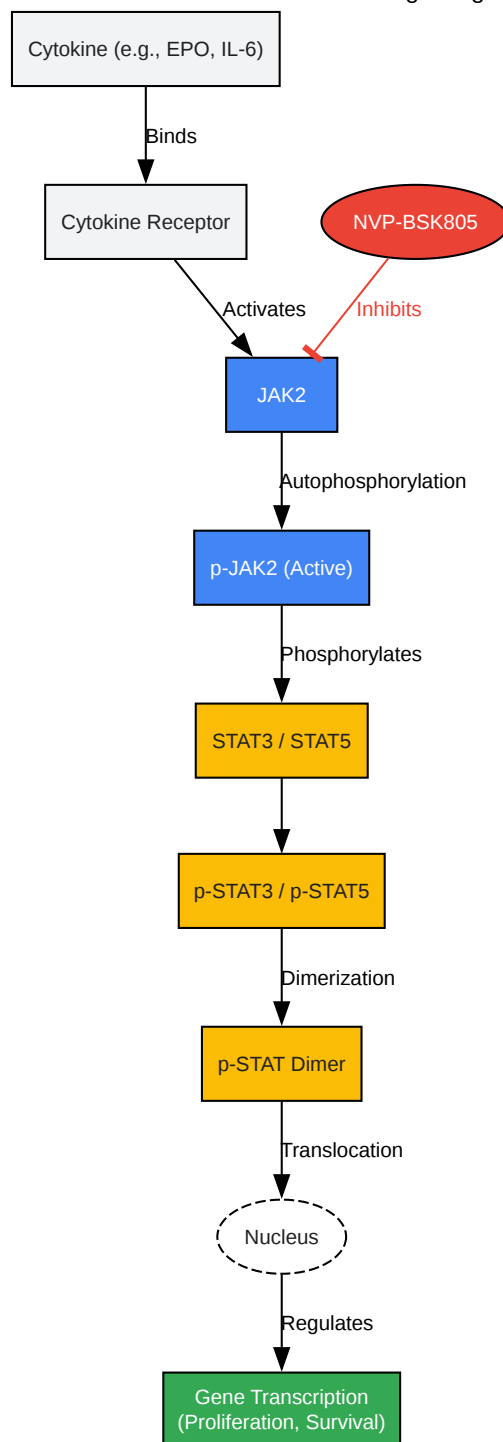 Cytokine (e.g., EPO, IL-6)
Binds
Cytokine Receptor
NVP-BSK805
Activates
Inhibits
JAK2
Autophosphorylation
p-JAK2 (Active)
Phosphorylates
STAT3 / STAT5
p-STAT3 / p-STAT5
Dimerization
p-STAT Dimer
Translocation
Nucleus
Regulates
Gene Transcription
(Proliferation, Survival)